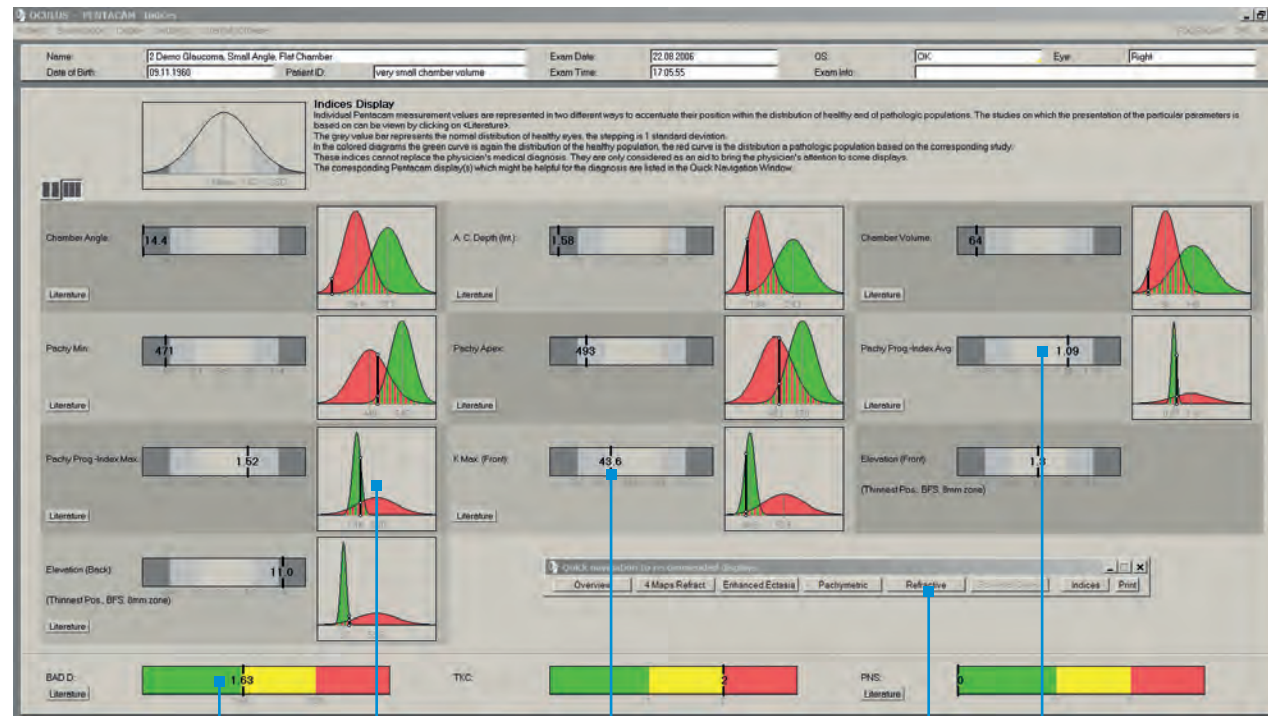 OCULUS - PENTACAM Indices
Name: 2 Demo Glaucoma, Small Angle, Flat Chamber Exam Date: 22.08.2006 OS: OK Eye: Right
Date of Birth: 09.11.1960 Patient ID: very small chamber volume Exam Time: 17:05:55 Exam Info:
Indices Display
Individual Pentacam measurement values are represented in two different ways to accentuate their position within the distribution of healthy and of pathologic populations. The studies on which the presentation of the particular parameters is
based on can be view by clicking on <Literature>.
The grey value bar represents the normal distribution of healthy eyes, the stepping is 1 standard deviation.
In the colored diagrams the green curve is again the distribution of the healthy population, the red curve is the distribution a pathologic population based on the corresponding study.
These indices cannot replace the physician's medical diagnosis. They are only considered as an aid to bring the physician's attention to some displays.
The corresponding Pentacam display(s) which might be helpful for the diagnosis are listed in the Quick Navigation Window.
Chamber Angle: 14.4 A. C. Depth (Int.): 1.58 Chamber Volume: 64
Literature Literature Literature
Pachy Min: 471 Pachy Apex: 493 Pachy Prog-Index Avg: 1.09
Literature Literature Literature
Pachy Prog-Index Max: 1.52 K Max. (Front): 43.6 Elevation (Front): 1.3
(Thinnest Pos., BFS, 8mm zone)
Literature Literature
Elevation (Back): 11.0
(Thinnest Pos., BFS, 8mm zone)
Literature
Quick navigation to recommended displays
Overview 4 Maps Refract Enhanced Ectasia Pachymetric Refractive Indices Print
BAD D: 1.63 TKC: 2 PNS: 0
Literature Literature